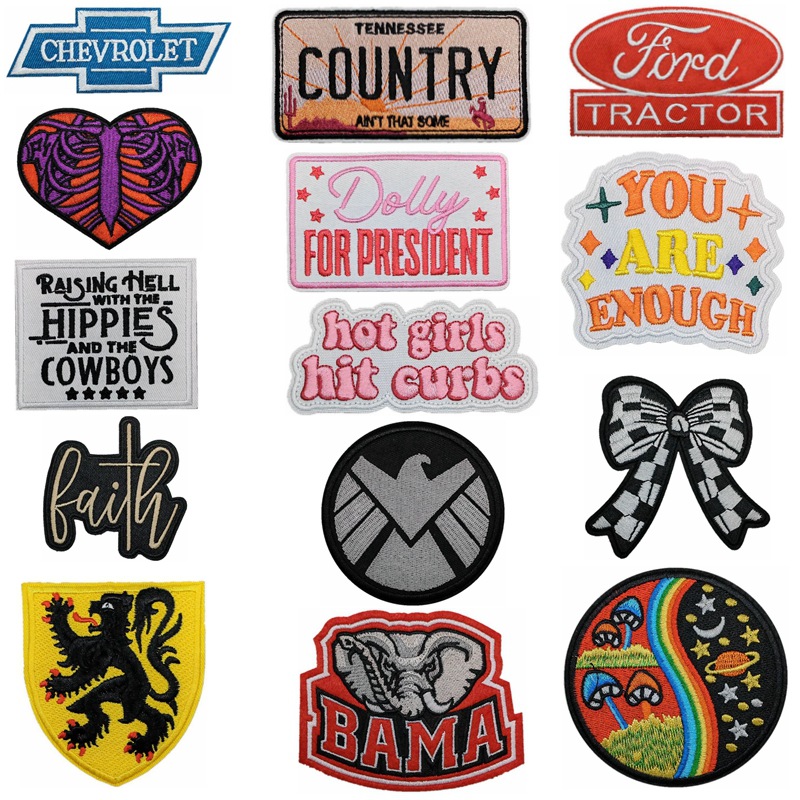 CHEVROLET
TENNESSEE
COUNTRY
AIN'T THAT SOME
Ford
TRACTOR
Dolly
FOR PRESIDENT
YOU
ARE
ENOUGH
RAISING HELL
WITH THE
HIPPIES
AND THE
COWBOYS
hot girls
hit curbs
faith
BAMA